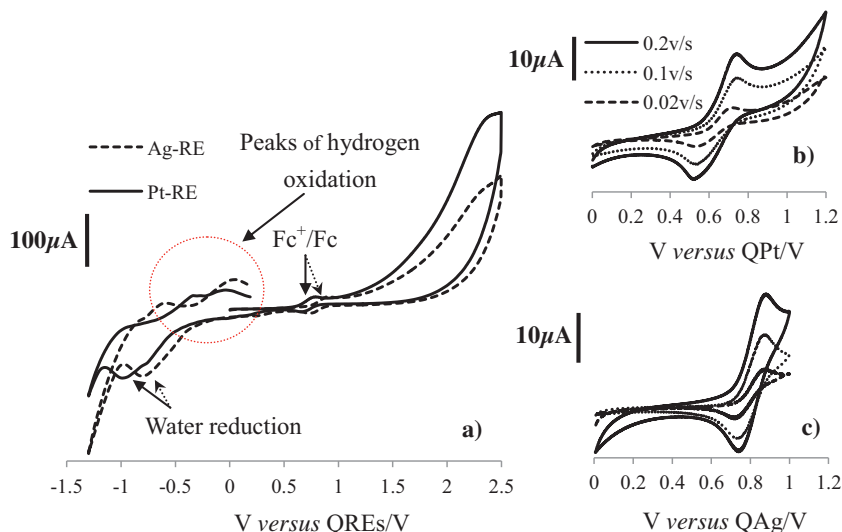 Ag-RE
Pt-RE
100µA
Peaks of hydrogen
oxidation
Fc⁺/Fc
Water reduction
a)
-1.5 -1 -0.5 0 0.5 1 1.5 2 2.5
V versus QREs/V
10µA
0.2v/s
0.1v/s
0.02v/s
b)
0 0.2 0.4 0.6 0.8 1 1.2
V versus QPt/V
10µA
c)
0 0.2 0.4 0.6 0.8 1 1.2
V versus QAg/V